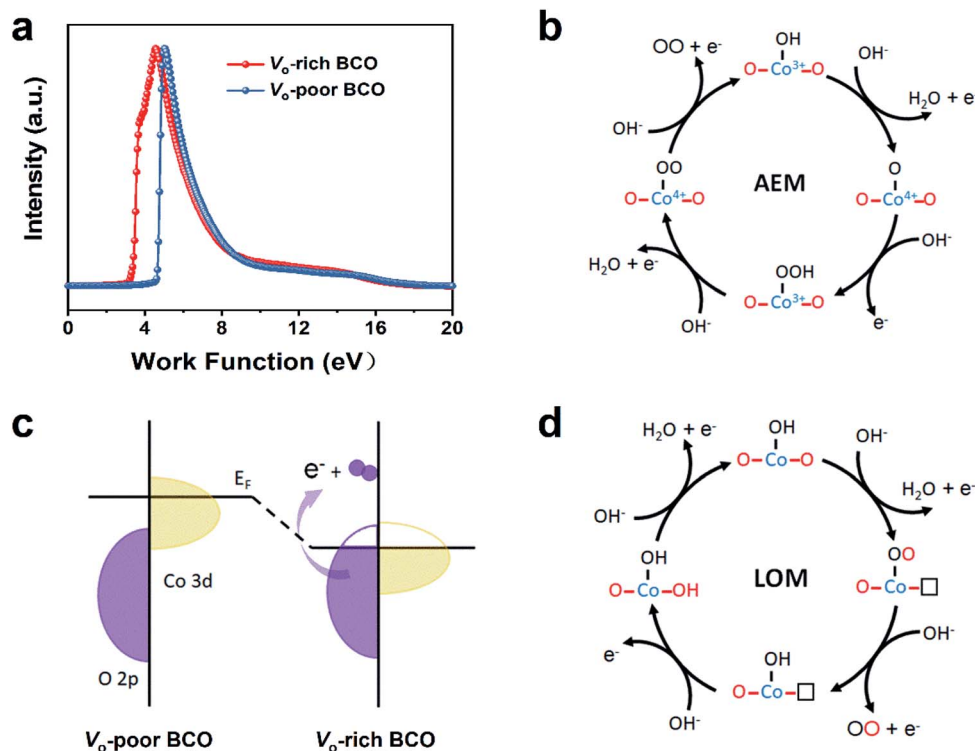 a
Intensity (a.u.)
Vo-rich BCO
Vo-poor BCO
0 4 8 12 16 20
Work Function (eV）
b
OH
O-Co3+-O
OH-
H2O + e-
O
O-Co4+-O
OH-
e-
OOH
O-Co3+-O
OH-
H2O + e-
OO
O-Co4+-O
OH-
OO + e-
AEM
c
EF
e- +
Co 3d
O 2p
Vo-poor BCO
Vo-rich BCO
d
OH
O-Co-O
OH-
H2O + e-
OO
O-Co-□
OH-
OO + e-
OH
O-Co-□
OH-
e-
OH
O-Co-OH
OH-
H2O + e-
LOM